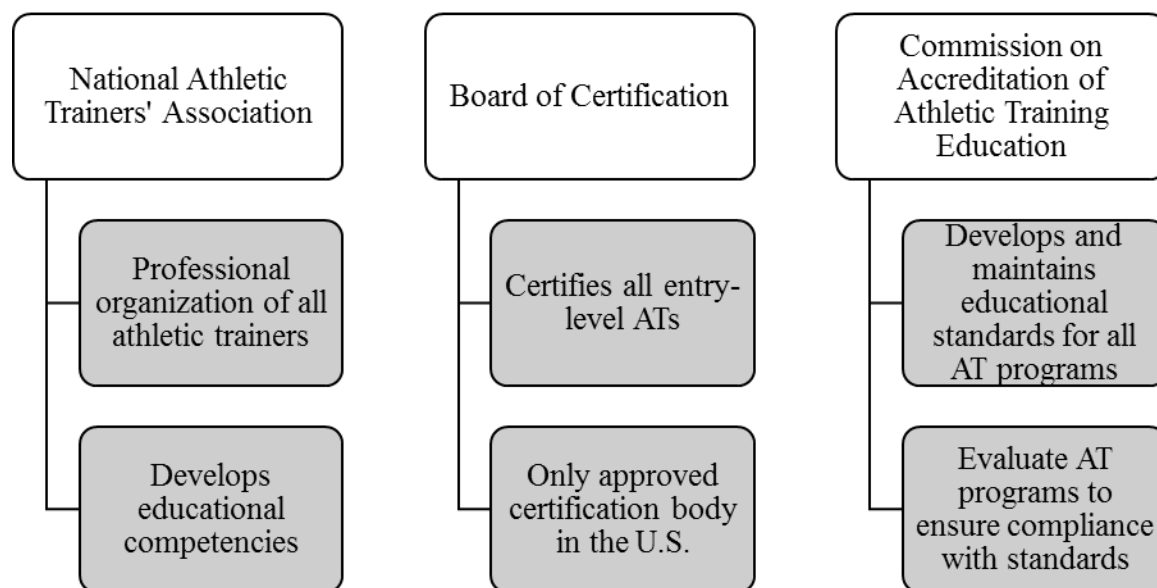 National Athletic
Trainers' Association
Professional
organization of all
athletic trainers
Develops
educational
competencies
Board of Certification
Certifies all entry-
level ATs
Only approved
certification body
in the U.S.
Commission on
Accreditation of
Athletic Training
Education
Develops and
maintains
educational
standards for all
AT programs
Evaluate AT
programs to
ensure compliance
with standards